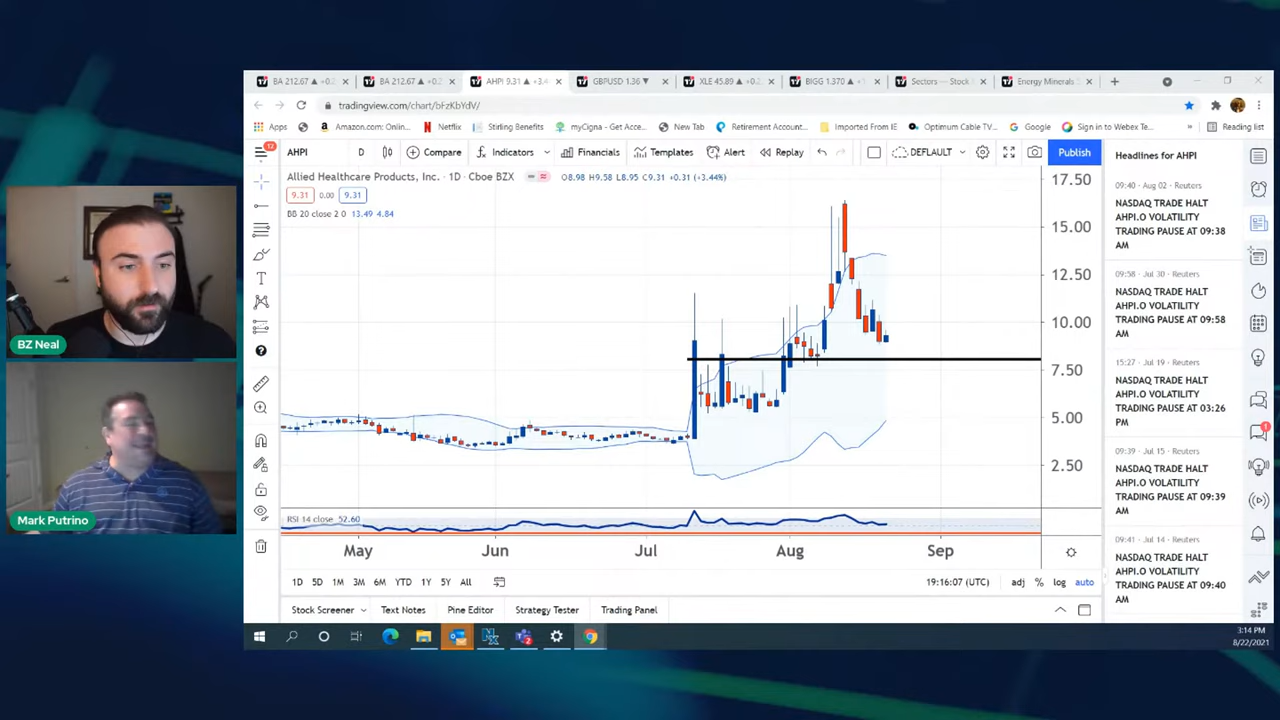 BA 212.67 ▲ +0.2
BA 212.67 ▲ +0.2
AHPI 9.31 ▲ +3.4
GBPUSD 1.36 ▼
XLE 45.89 ▲ +0.2
BIGG 1.370 ▲ +
Sectors — Stock
Energy Minerals S
tradingview.com/chart/bFzKbYdV/
Apps
Amazon.com: Onlin...
Netflix
Stirling Benefits
myCigna - Get Acce...
New Tab
Retirement Account...
Imported From IE
Optimum Cable TV...
Google
Sign in to Webex Te...
»
Reading list
12
AHPI
D
Compare
Indicators
Financials
Templates
Alert
Replay
DEFLAULT
Publish
Allied Healthcare Products, Inc. · 1D · Cboe BZX
O8.98 H9.58 L8.95 C9.31 +0.31 (+3.44%)
9.31 0.00 9.31
BB 20 close 2 0 13.49 4.84
17.50
15.00
12.50
10.00
7.50
5.00
2.50
RSI 14 close 52.60
May Jun Jul Aug Sep
1D 5D 1M 3M 6M YTD 1Y 5Y All
19:16:07 (UTC) adj % log auto
Stock Screener
Text Notes
Pine Editor
Strategy Tester
Trading Panel
Headlines for AHPI
09:40 · Aug 02 · Reuters
NASDAQ TRADE HALT
AHPI.O VOLATILITY
TRADING PAUSE AT 09:38
AM
09:58 · Jul 30 · Reuters
NASDAQ TRADE HALT
AHPI.O VOLATILITY
TRADING PAUSE AT 09:58
AM
15:27 · Jul 19 · Reuters
NASDAQ TRADE HALT
AHPI.O VOLATILITY
TRADING PAUSE AT 03:26
PM
09:39 · Jul 15 · Reuters
NASDAQ TRADE HALT
AHPI.O VOLATILITY
TRADING PAUSE AT 09:39
AM
09:41 · Jul 14 · Reuters
NASDAQ TRADE HALT
AHPI.O VOLATILITY
TRADING PAUSE AT 09:40
AM
1
3:14 PM
8/22/2021
BZ Neal
Mark Putrino